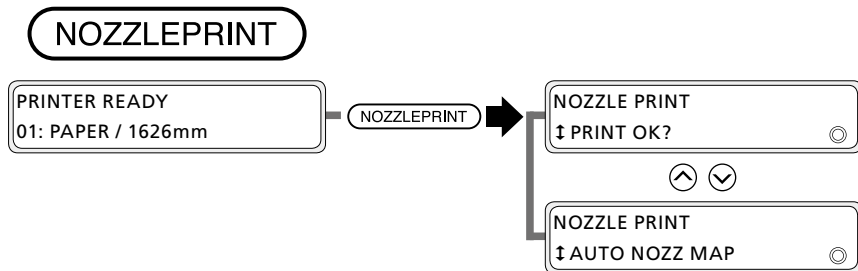 NOZZLEPRINT
PRINTER READY
01: PAPER / 1626mm
NOZZLEPRINT
NOZZLE PRINT
↕ PRINT OK?
NOZZLE PRINT
↕ AUTO NOZZ MAP